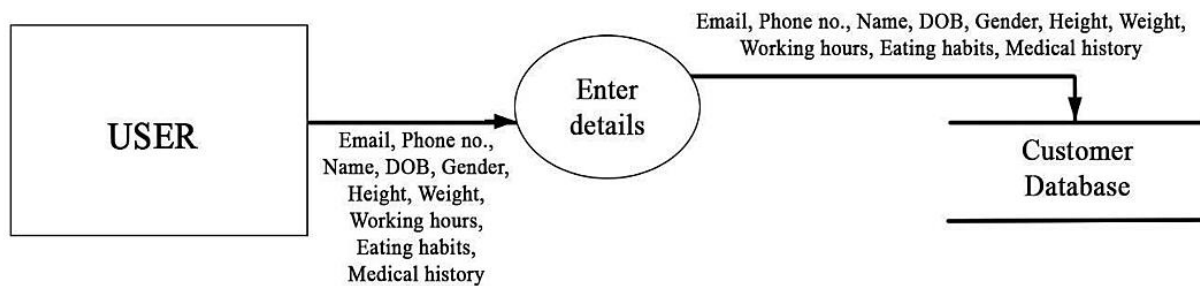 USER
Email, Phone no.,
Name, DOB, Gender,
Height, Weight,
Working hours,
Eating habits,
Medical history
Enter
details
Email, Phone no., Name, DOB, Gender, Height, Weight,
Working hours, Eating habits, Medical history
Customer
Database